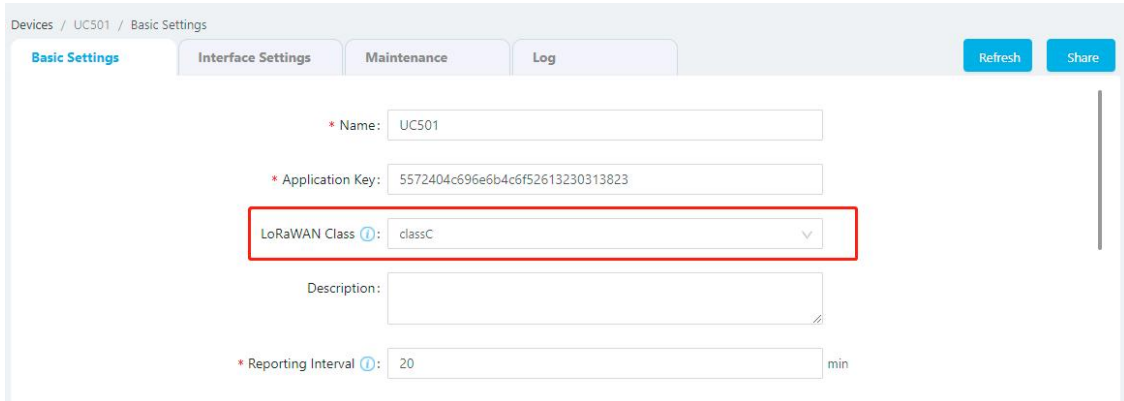 Devices / UC501 / Basic Settings
Basic Settings Interface Settings Maintenance Log Refresh Share
* Name: UC501
* Application Key: 5572404c696e6b4c6f52613230313823
LoRaWAN Class i : classC
Description:
* Reporting Interval i : 20 min